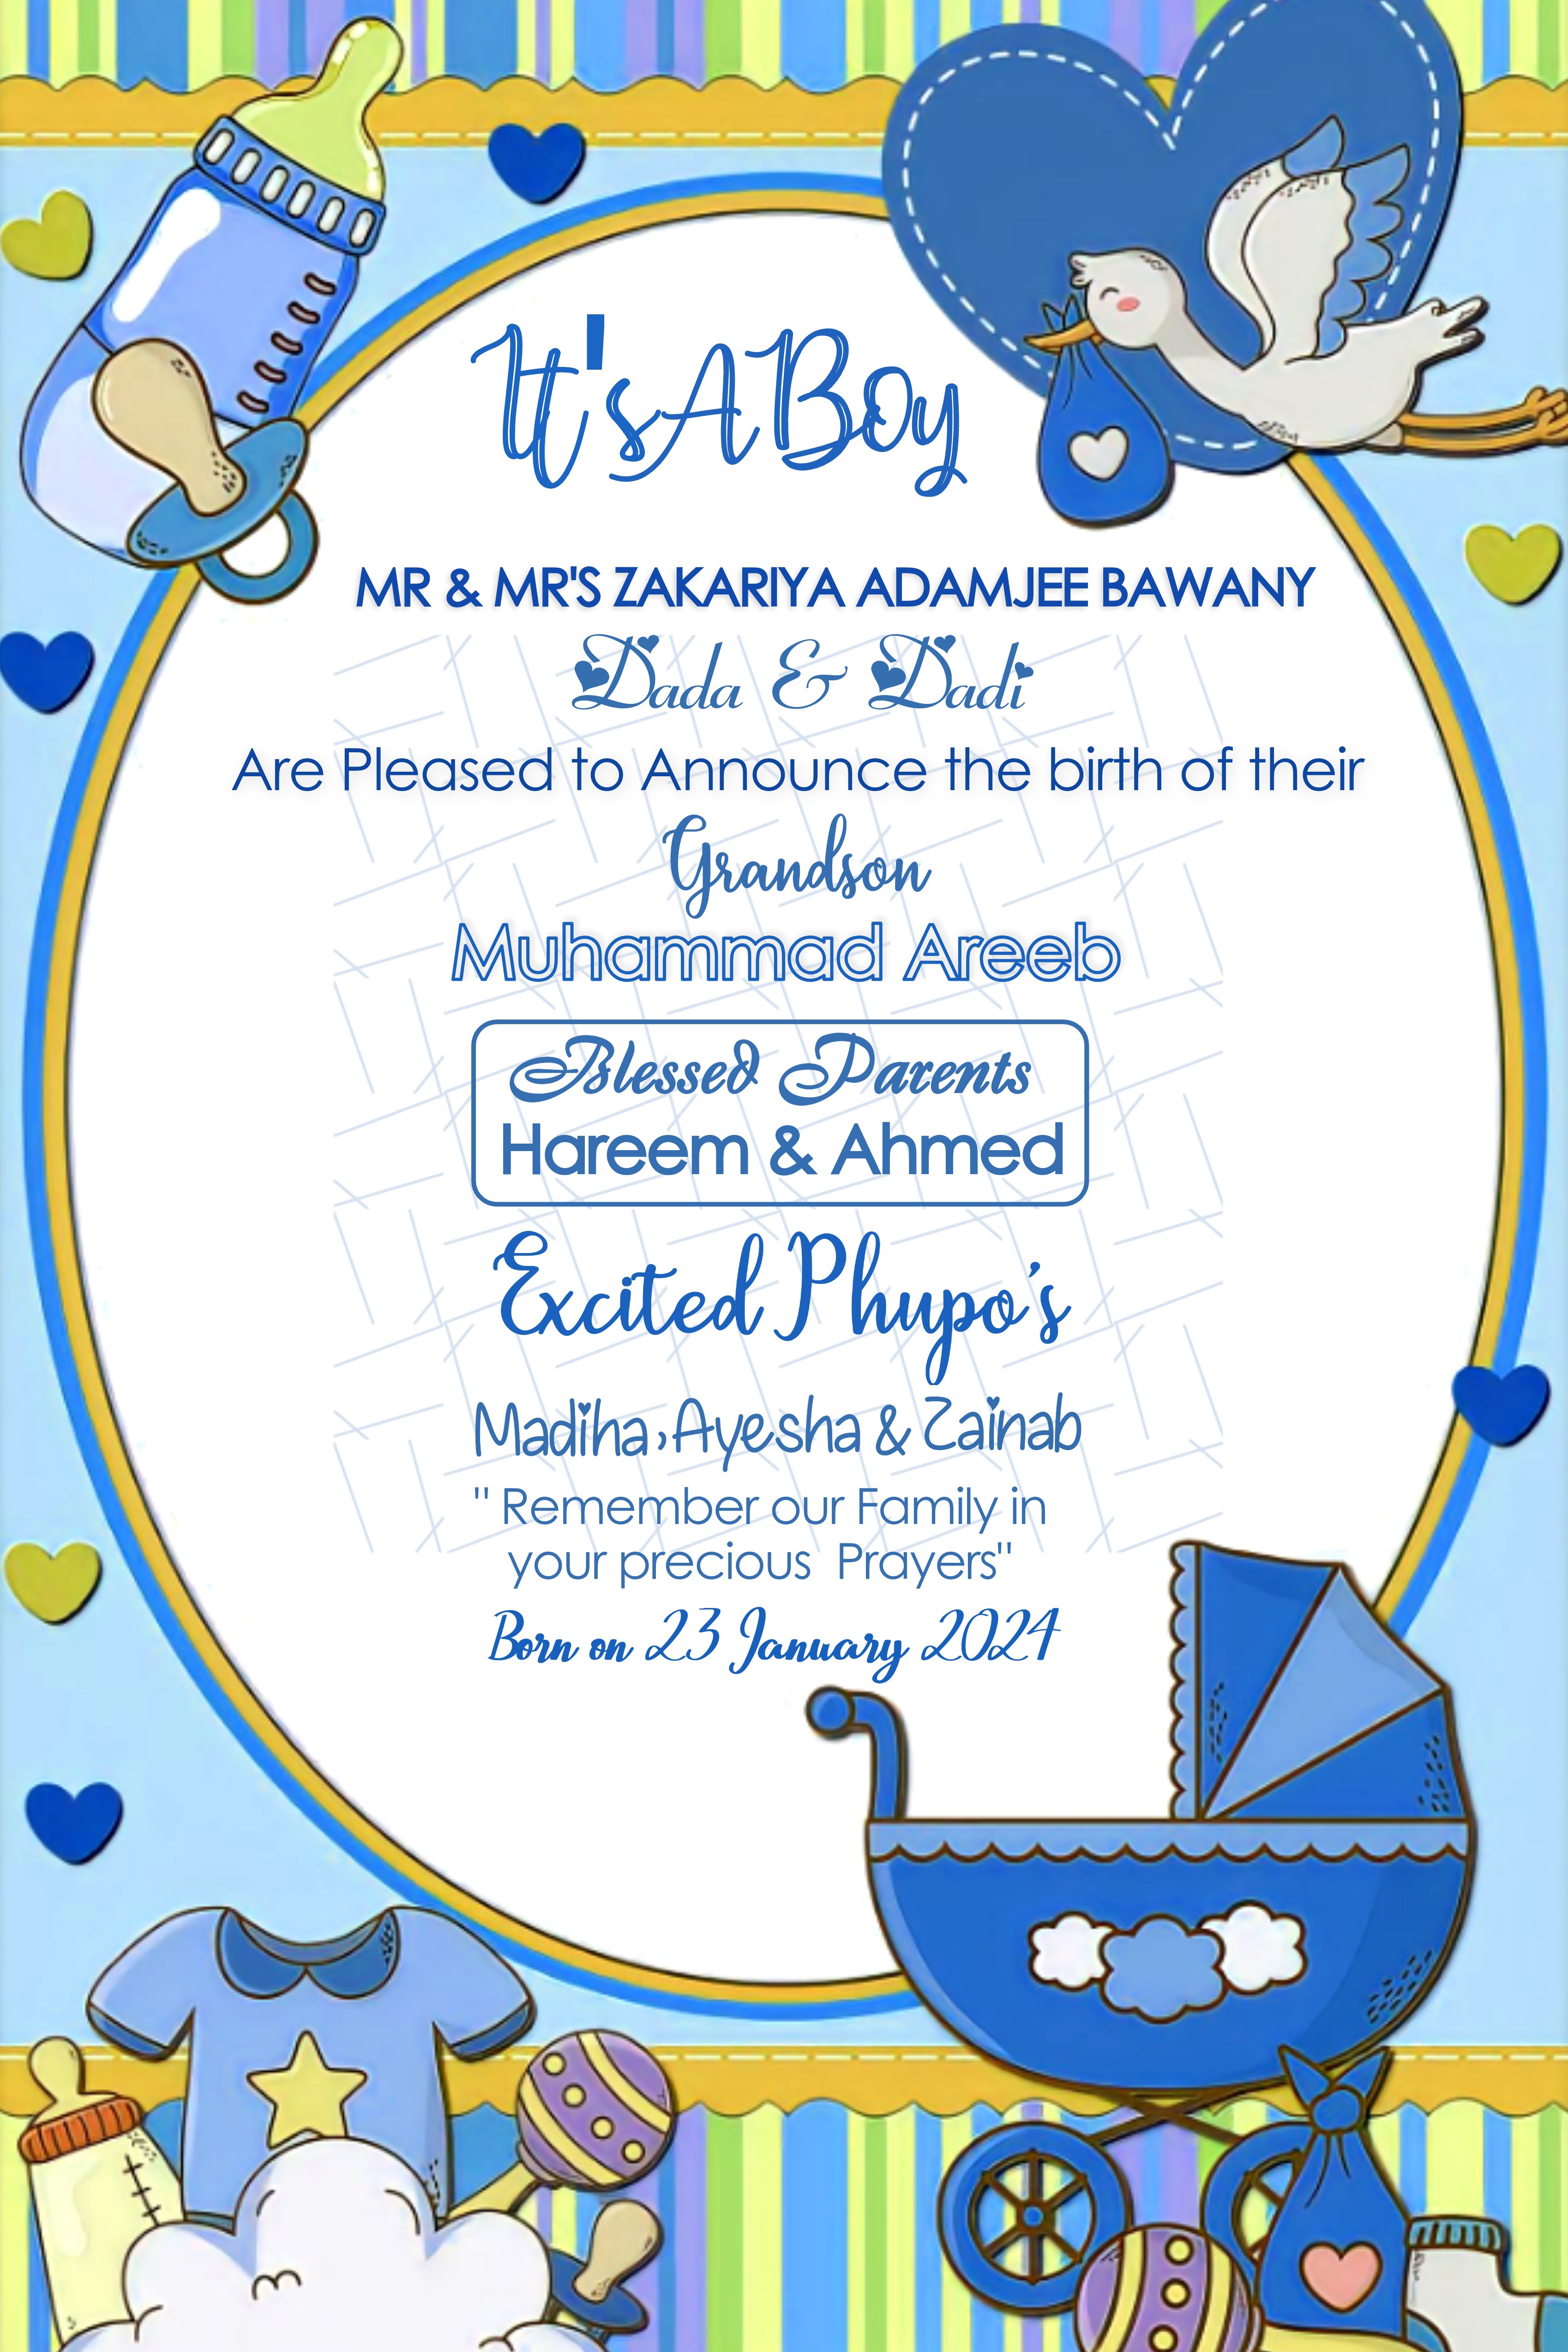 It's A Boy
MR & MR'S ZAKARIYA ADAMJEE BAWANY
Dada & Dadi
Are Pleased to Announce the birth of their
Grandson
Muhammad Areeb
Blessed Parents
Hareem & Ahmed
Excited Phupo's
Madiha, Ayesha & Zainab
" Remember our Family in
your precious Prayers"
Born on 23 January 2024